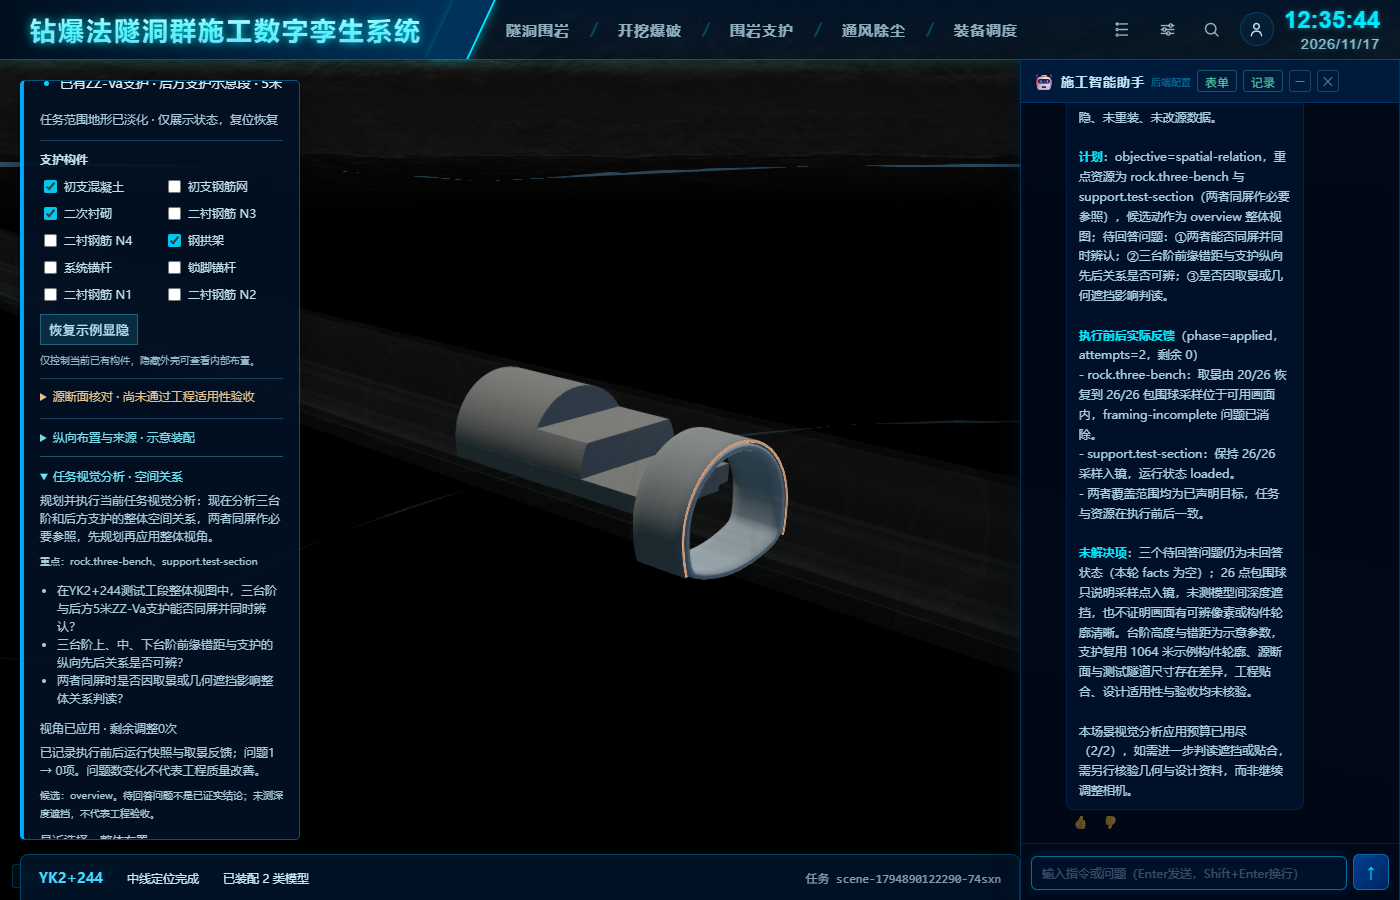 钻爆法隧洞群施工数字孪生系统
隧洞围岩 / 开挖爆破 / 围岩支护 / 通风除尘 / 装备调度
12:35:44
2026/11/17
已有ZZ-Va支护 · 后方支护示意段 · 5米
任务范围地形已淡化 · 仅展示状态，复位恢复
支护构件
初支混凝土 初支钢筋网
二次衬砌 二衬钢筋 N3
二衬钢筋 N4 钢拱架
系统锚杆 锁脚锚杆
二衬钢筋 N1 二衬钢筋 N2
恢复示例显隐
仅控制当前已有构件，隐藏外壳可查看内部布置。
源断面核对 · 尚未通过工程适用性验收
纵向布置与来源 · 示意装配
任务视觉分析 · 空间关系
规划并执行当前任务视觉分析：现在分析三台
阶和后方支护的整体空间关系，两者同屏作必
要参照，先规划再应用整体视角。
重点：rock.three-bench、support.test-section
在YK2+244测试工段整体视图中，三台阶
与后方5米ZZ-Va支护能否同屏并同时辨
认？
三台阶上、中、下台阶前缘错距与支护的
纵向先后关系是否可辨？
两者同屏时是否因取景或几何遮挡影响整
体关系判读？
视角已应用 · 剩余调整0次
已记录执行前后运行快照与取景反馈；问题1
→ 0项。问题数变化不代表工程质量改善。
候选：overview。待回答问题不是已证实结论；未测深
度遮挡，不代表工程验收。
YK2+244 中线定位完成 已装配 2 类模型
任务 scene-1794890122290-74sxn
施工智能助手 后端配置 表单 记录
隐、未重装、未改源数据。
计划：objective=spatial-relation，重
点资源为 rock.three-bench 与
support.test-section（两者同屏作必要
参照），候选动作为 overview 整体视
图；待回答问题：①两者能否同屏并同
时辨认；②三台阶前缘错距与支护纵向
先后关系是否可辨；③是否因取景或几
何遮挡影响判读。
执行前后实际反馈（phase=applied，
attempts=2，剩余 0）
- rock.three-bench：取景由 20/26 恢
复到 26/26 包围球采样位于可用画面
内，framing-incomplete 问题已消
除。
- support.test-section：保持 26/26
采样入镜，运行状态 loaded。
- 两者覆盖范围均为已声明目标，任务
与资源在执行前后一致。
未解决项：三个待回答问题仍为未回答
状态（本轮 facts 为空）；26 点包围球
只说明采样点入镜，未测模型间深度遮
挡，也不证明画面有可辨像素或构件轮
廓清晰。台阶高度与错距为示意参数，
支护复用 1064 米示例构件轮廓、源断
面与测试隧道尺寸存在差异，工程贴
合、设计适用性与验收均未核验。
本场景视觉分析应用预算已用尽
（2/2），如需进一步判读遮挡或贴合，
需另行核验几何与设计资料，而非继续
调整相机。
输入指令或问题（Enter发送，Shift+Enter换行）